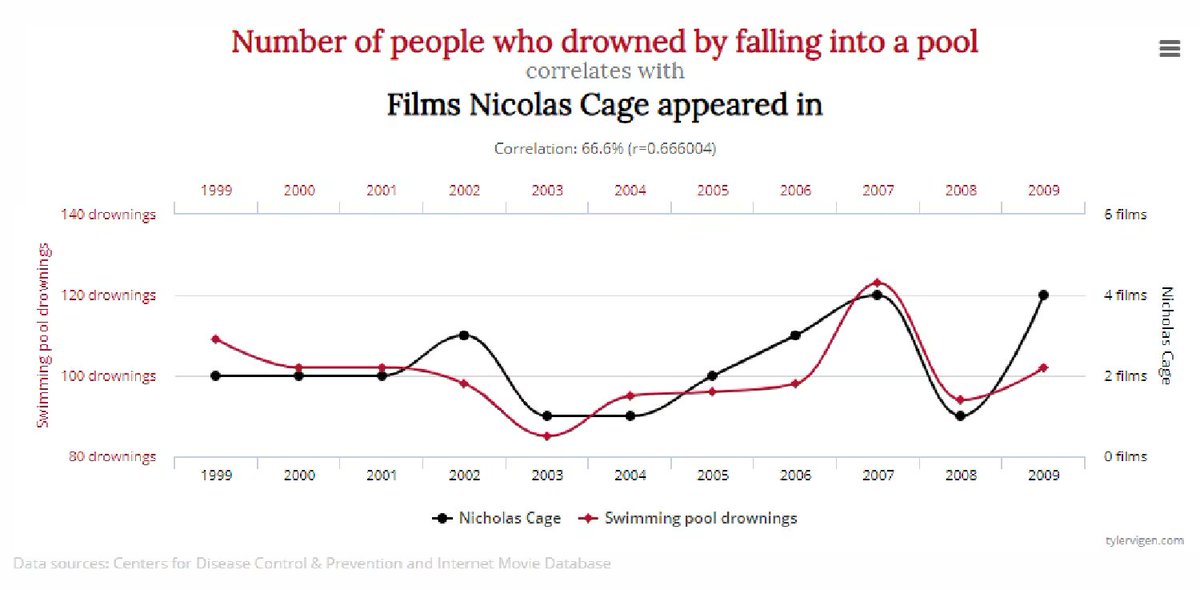 Number of people who drowned by falling into a pool
correlates with
Films Nicolas Cage appeared in
Correlation: 66.6% (r=0.666004)
1999 2000 2001 2002 2003 2004 2005 2006 2007 2008 2009
140 drownings
120 drownings
100 drownings
80 drownings
Swimming pool drownings
6 films
4 films
2 films
0 films
Nicholas Cage
1999 2000 2001 2002 2003 2004 2005 2006 2007 2008 2009
Nicholas Cage Swimming pool drownings
tylervigen.com
Data sources: Centers for Disease Control & Prevention and Internet Movie Database